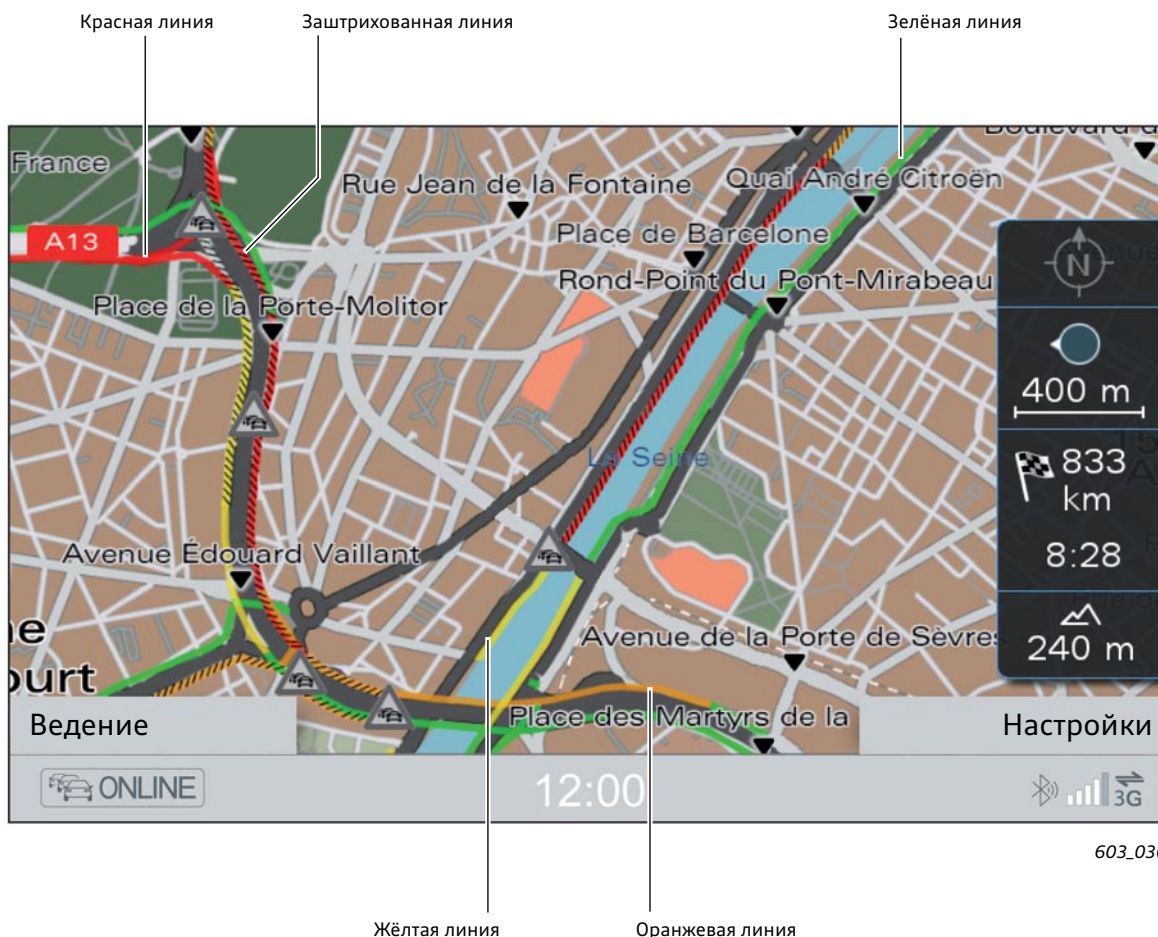 Красная линия
Заштрихованная линия
Зелёная линия
France
Rue Jean de la Fontaine
Quai André Citroën
A13
Place de Barcelone
N
Rond-Point du Pont-Mirabeau
Place de la Porte-Molitor
400 m
La Seine
833
km
Avenue Édouard Vaillant
8:28
Avenue de la Porte de Sèvres
240 m
Place des Martyrs de la
Ведение
Настройки
ONLINE
12:00
3G
Жёлтая линия
Оранжевая линия